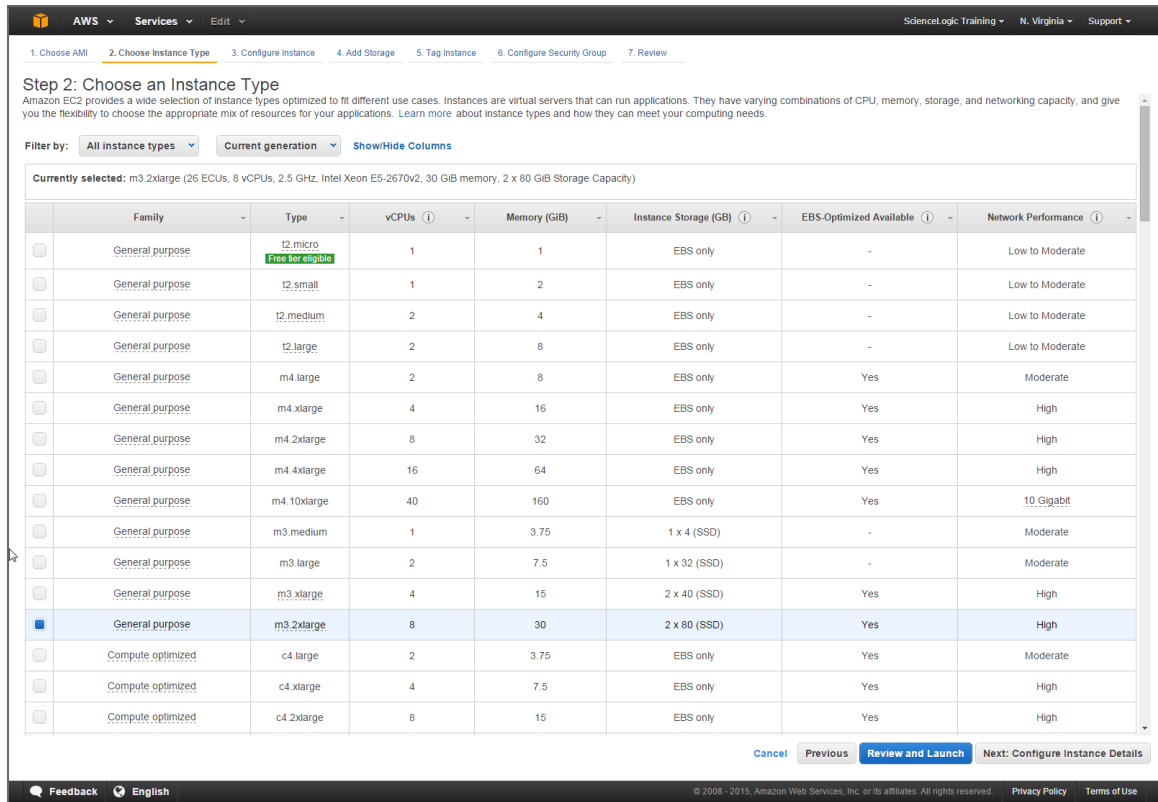 AWS Services Edit ScienceLogic Training N. Virginia Support
1. Choose AMI 2. Choose Instance Type 3. Configure Instance 4. Add Storage 5. Tag Instance 6. Configure Security Group 7. Review
Step 2: Choose an Instance Type
Amazon EC2 provides a wide selection of instance types optimized to fit different use cases. Instances are virtual servers that can run applications. They have varying combinations of CPU, memory, storage, and networking capacity, and give
you the flexibility to choose the appropriate mix of resources for your applications. Learn more about instance types and how they can meet your computing needs.
Filter by: All instance types Current generation Show/Hide Columns
Currently selected: m3.2xlarge (26 ECUs, 8 vCPUs, 2.5 GHz, Intel Xeon E5-2670v2, 30 GiB memory, 2 x 80 GiB Storage Capacity)
Family Type vCPUs i Memory (GiB) Instance Storage (GB) i EBS-Optimized Available i Network Performance i
General purpose t2.micro 1 1 EBS only - Low to Moderate
Free tier eligible
General purpose t2.small 1 2 EBS only - Low to Moderate
General purpose t2.medium 2 4 EBS only - Low to Moderate
General purpose t2.large 2 8 EBS only - Low to Moderate
General purpose m4.large 2 8 EBS only Yes Moderate
General purpose m4.xlarge 4 16 EBS only Yes High
General purpose m4.2xlarge 8 32 EBS only Yes High
General purpose m4.4xlarge 16 64 EBS only Yes High
General purpose m4.10xlarge 40 160 EBS only Yes 10 Gigabit
General purpose m3.medium 1 3.75 1 x 4 (SSD) - Moderate
General purpose m3.large 2 7.5 1 x 32 (SSD) - Moderate
General purpose m3.xlarge 4 15 2 x 40 (SSD) Yes High
General purpose m3.2xlarge 8 30 2 x 80 (SSD) Yes High
Compute optimized c4.large 2 3.75 EBS only Yes Moderate
Compute optimized c4.xlarge 4 7.5 EBS only Yes High
Compute optimized c4.2xlarge 8 15 EBS only Yes High
Cancel Previous Review and Launch Next: Configure Instance Details
Feedback English © 2008 - 2015, Amazon Web Services, Inc. or its affiliates. All rights reserved. Privacy Policy Terms of Use